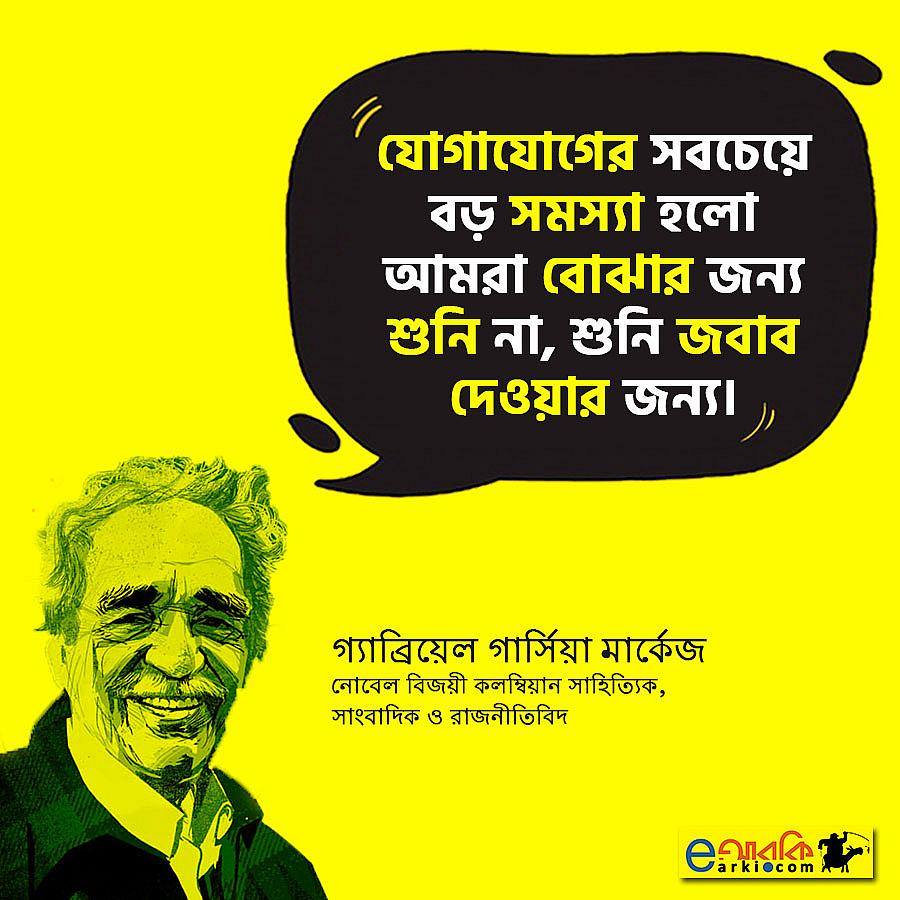 যোগাযোগের সবচেয়ে
বড় সমস্যা হলো
আমরা বোঝার জন্য
শুনি না, শুনি জবাব
দেওয়ার জন্য।
গ্যাব্রিয়েল গার্সিয়া মার্কেজ
নোবেল বিজয়ী কলম্বিয়ান সাহিত্যিক,
সাংবাদিক ও রাজনীতিবিদ
eআরকি
earki.com